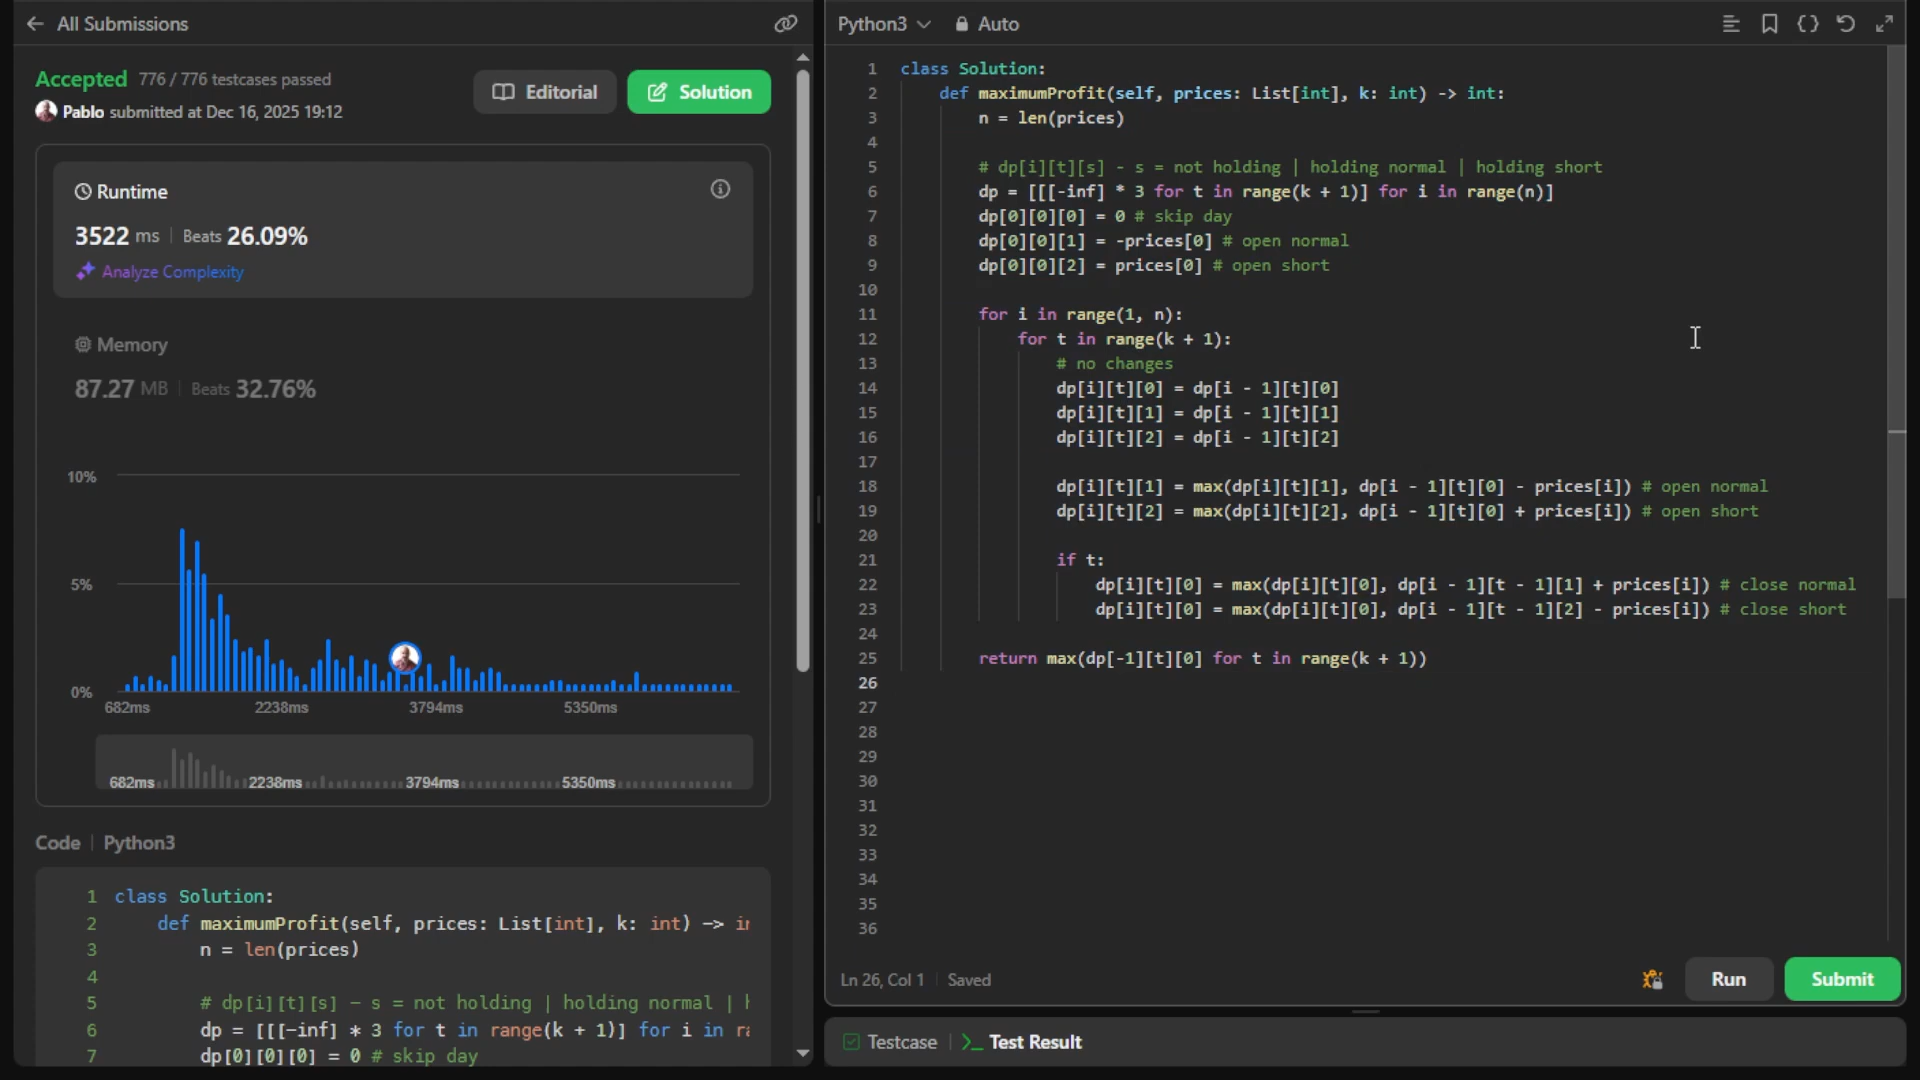 All Submissions
Accepted 776 / 776 testcases passed
Pablo submitted at Dec 16, 2025 19:12
Editorial
Solution
Runtime
3522 ms | Beats 26.09%
Analyze Complexity
Memory
87.27 MB | Beats 32.76%
10%
5%
0%
682ms 2238ms 3794ms 5350ms
682ms 2238ms 3794ms 5350ms
Code | Python3
1 class Solution:
2 def maximumProfit(self, prices: List[int], k: int) -> in
3 n = len(prices)
4
5 # dp[i][t][s] - s = not holding | holding normal | h
6 dp = [[[-inf] * 3 for t in range(k + 1)] for i in ra
7 dp[0][0][0] = 0 # skip day
Python3 Auto
1 class Solution:
2 def maximumProfit(self, prices: List[int], k: int) -> int:
3 n = len(prices)
4
5 # dp[i][t][s] - s = not holding | holding normal | holding short
6 dp = [[[-inf] * 3 for t in range(k + 1)] for i in range(n)]
7 dp[0][0][0] = 0 # skip day
8 dp[0][0][1] = -prices[0] # open normal
9 dp[0][0][2] = prices[0] # open short
10
11 for i in range(1, n):
12 for t in range(k + 1):
13 # no changes
14 dp[i][t][0] = dp[i - 1][t][0]
15 dp[i][t][1] = dp[i - 1][t][1]
16 dp[i][t][2] = dp[i - 1][t][2]
17
18 dp[i][t][1] = max(dp[i][t][1], dp[i - 1][t][0] - prices[i]) # open normal
19 dp[i][t][2] = max(dp[i][t][2], dp[i - 1][t][0] + prices[i]) # open short
20
21 if t:
22 dp[i][t][0] = max(dp[i][t][0], dp[i - 1][t - 1][1] + prices[i]) # close normal
23 dp[i][t][0] = max(dp[i][t][0], dp[i - 1][t - 1][2] - prices[i]) # close short
24
25 return max(dp[-1][t][0] for t in range(k + 1))
26
27
28
29
30
31
32
33
34
35
36
Ln 26, Col 1 | Saved
Run
Submit
Testcase | >_ Test Result